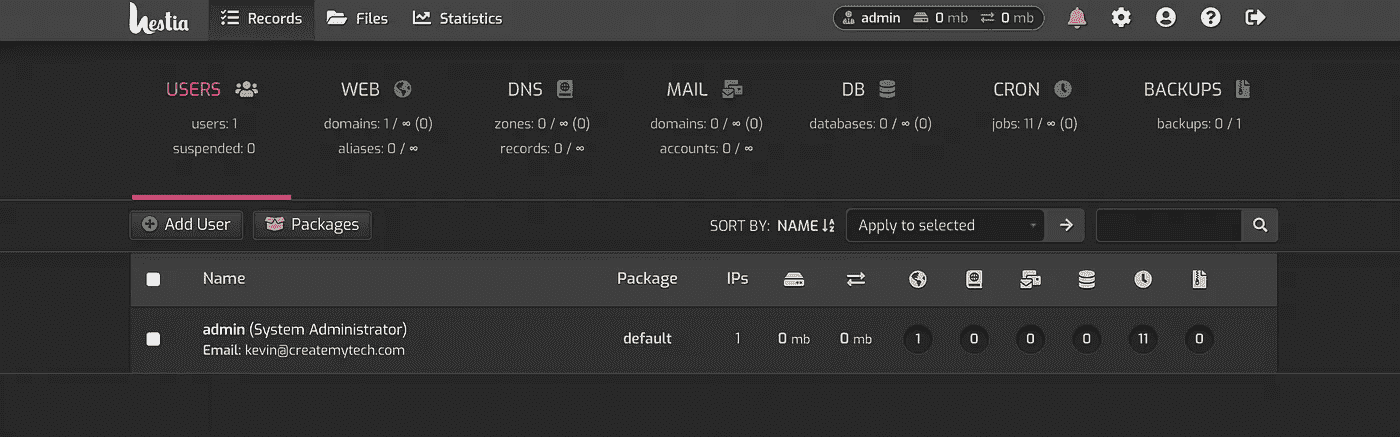 Hestia Records Files Statistics admin 0 mb 0 mb
USERS WEB DNS MAIL DB CRON BACKUPS
users: 1 domains: 1 / ∞ (0) zones: 0 / ∞ (0) domains: 0 / ∞ (0) databases: 0 / ∞ (0) jobs: 11 / ∞ (0) backups: 0 / 1
suspended: 0 aliases: 0 / ∞ records: 0 / ∞ accounts: 0 / ∞
Add User Packages SORT BY: NAME Apply to selected
Name Package IPs
admin (System Administrator) default 1 0 mb 0 mb 1 0 0 0 11 0
Email: kevin@createmytech.com